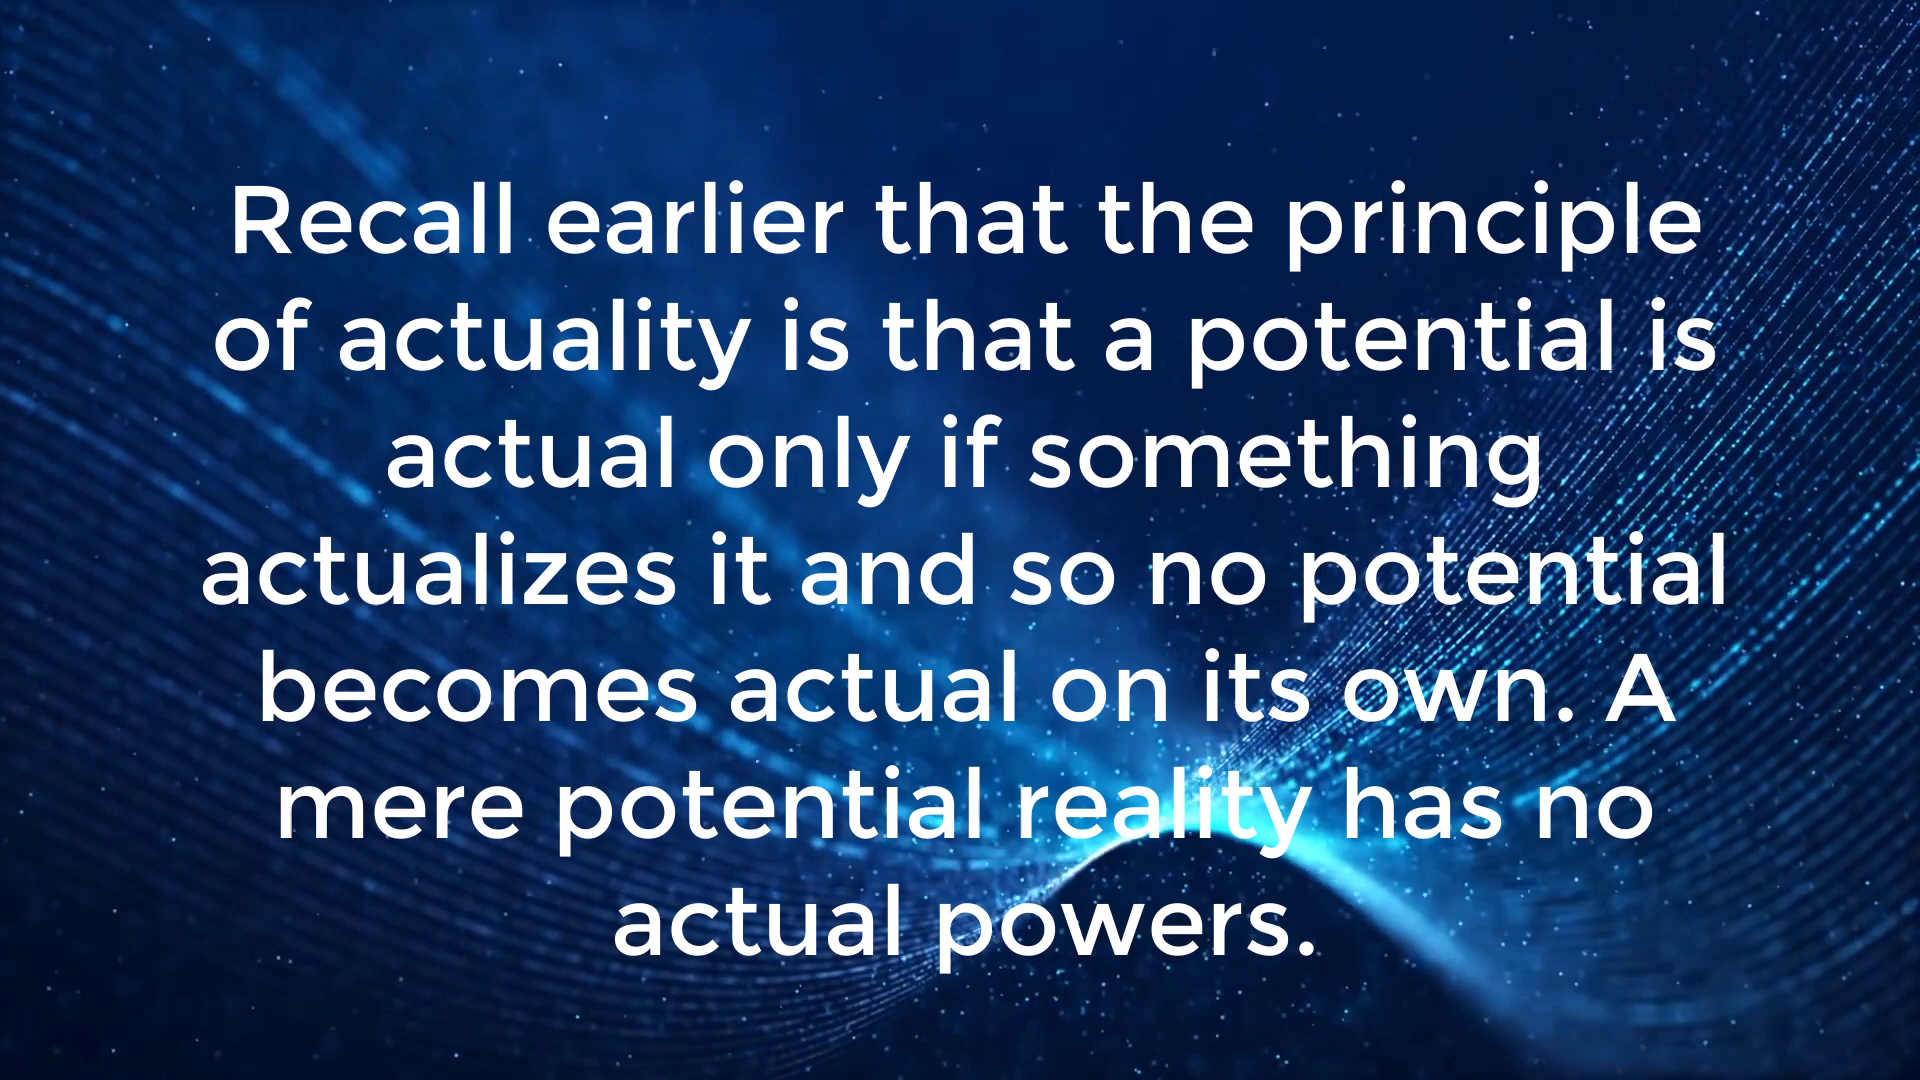 Recall earlier that the principle
of actuality is that a potential is
actual only if something
actualizes it and so no potential
becomes actual on its own. A
mere potential reality has no
actual powers.